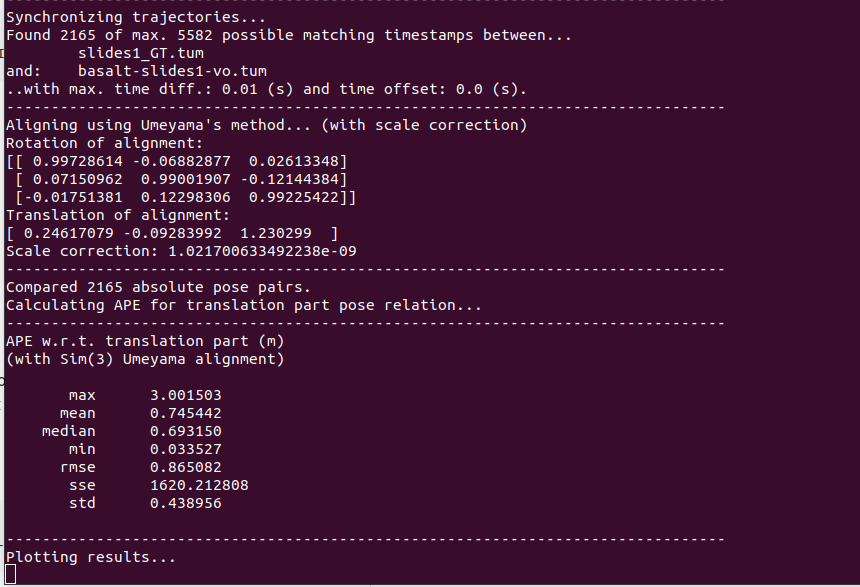 --------------------------------------------------------------------------------
Synchronizing trajectories...
Found 2165 of max. 5582 possible matching timestamps between...
        slides1_GT.tum
and:    basalt-slides1-vo.tum
..with max. time diff.: 0.01 (s) and time offset: 0.0 (s).
--------------------------------------------------------------------------------
Aligning using Umeyama's method... (with scale correction)
Rotation of alignment:
[[ 0.99728614 -0.06882877  0.02613348]
 [ 0.07150962  0.99001907 -0.12144384]
 [-0.01751381  0.12298306  0.99225422]]
Translation of alignment:
[ 0.24617079 -0.09283992  1.230299  ]
Scale correction: 1.021700633492238e-09
--------------------------------------------------------------------------------
Compared 2165 absolute pose pairs.
Calculating APE for translation part pose relation...
--------------------------------------------------------------------------------
APE w.r.t. translation part (m)
(with Sim(3) Umeyama alignment)
       max      3.001503
      mean      0.745442
    median      0.693150
       min      0.033527
      rmse      0.865082
       sse      1620.212808
       std      0.438956
--------------------------------------------------------------------------------
Plotting results...